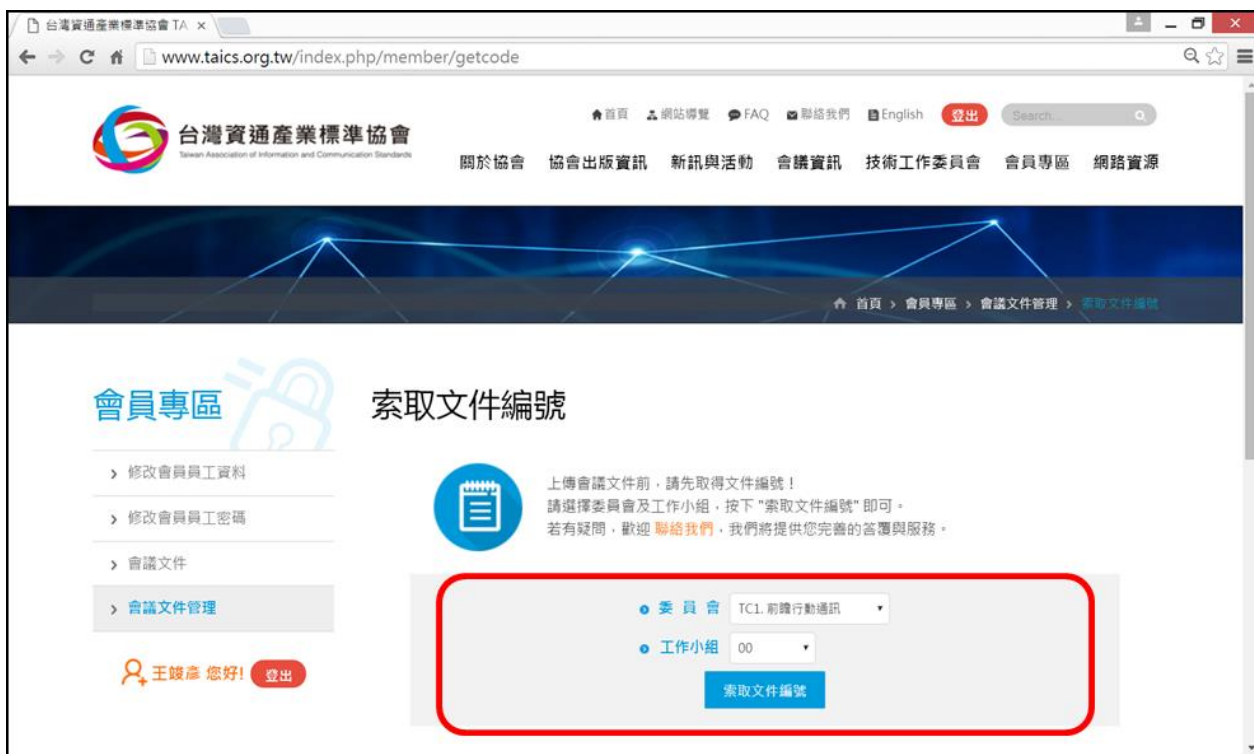 台灣資通產業標準協會 TA
www.taics.org.tw/index.php/member/getcode
首頁 網站導覽 FAQ 聯絡我們 English 登出 Search...
台灣資通產業標準協會
Taiwan Association of Information and Communication Standards
關於協會 協會出版資訊 新訊與活動 會議資訊 技術工作委員會 會員專區 網路資源
首頁 > 會員專區 > 會議文件管理 > 索取文件編號
會員專區
索取文件編號
修改會員員工資料
修改會員員工密碼
會議文件
會議文件管理
王竣彥 您好! 登出
上傳會議文件前，請先取得文件編號！
請選擇委員會及工作小組，按下 "索取文件編號" 即可。
若有疑問，歡迎 聯絡我們，我們將提供您完善的答覆與服務。
委員會 TC1. 前瞻行動通訊
工作小組 00
索取文件編號